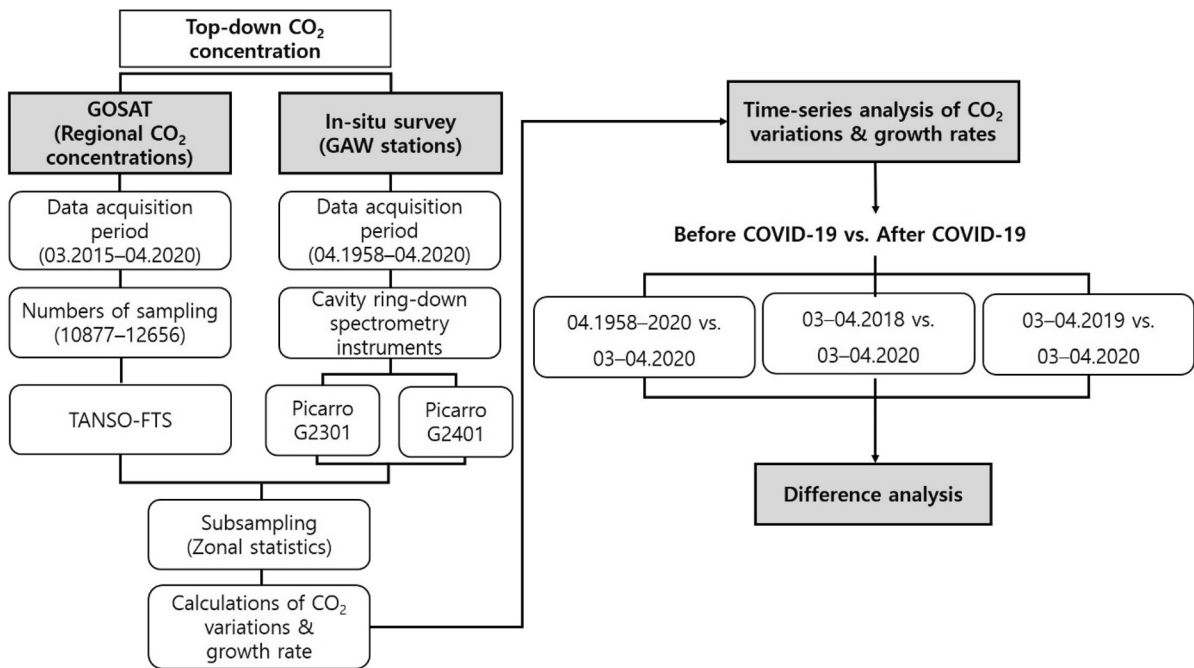 Top-down CO₂
concentration
GOSAT
(Regional CO₂
concentrations)
In-situ survey
(GAW stations)
Data acquisition
period
(03.2015–04.2020)
Data acquisition
period
(04.1958–04.2020)
Numbers of sampling
(10877–12656)
Cavity ring-down
spectrometry
instruments
TANSO-FTS
Picarro
G2301
Picarro
G2401
Subsampling
(Zonal statistics)
Calculations of CO₂
variations &
growth rate
Time-series analysis of CO₂
variations & growth rates
Before COVID-19 vs. After COVID-19
04.1958–2020 vs.
03–04.2020
03–04.2018 vs.
03–04.2020
03–04.2019 vs.
03–04.2020
Difference analysis